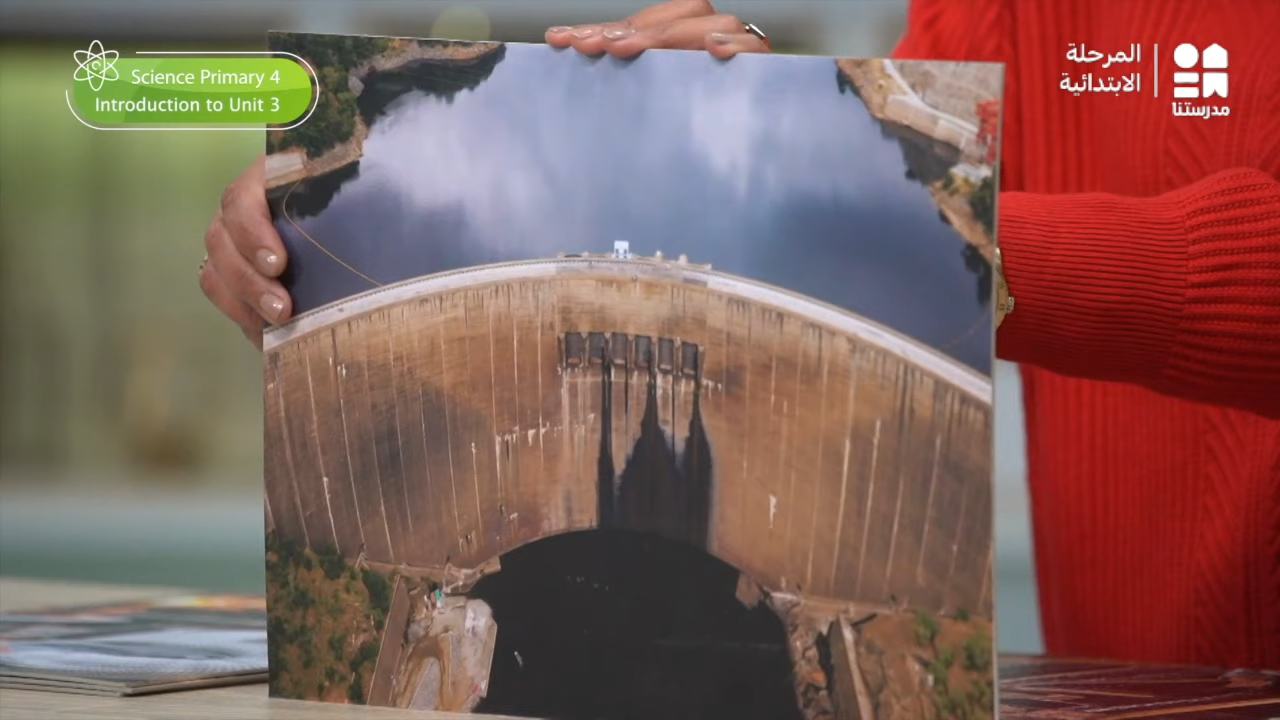 Science Primary 4
Introduction to Unit 3
المرحلة
الابتدائية
مدرستنا